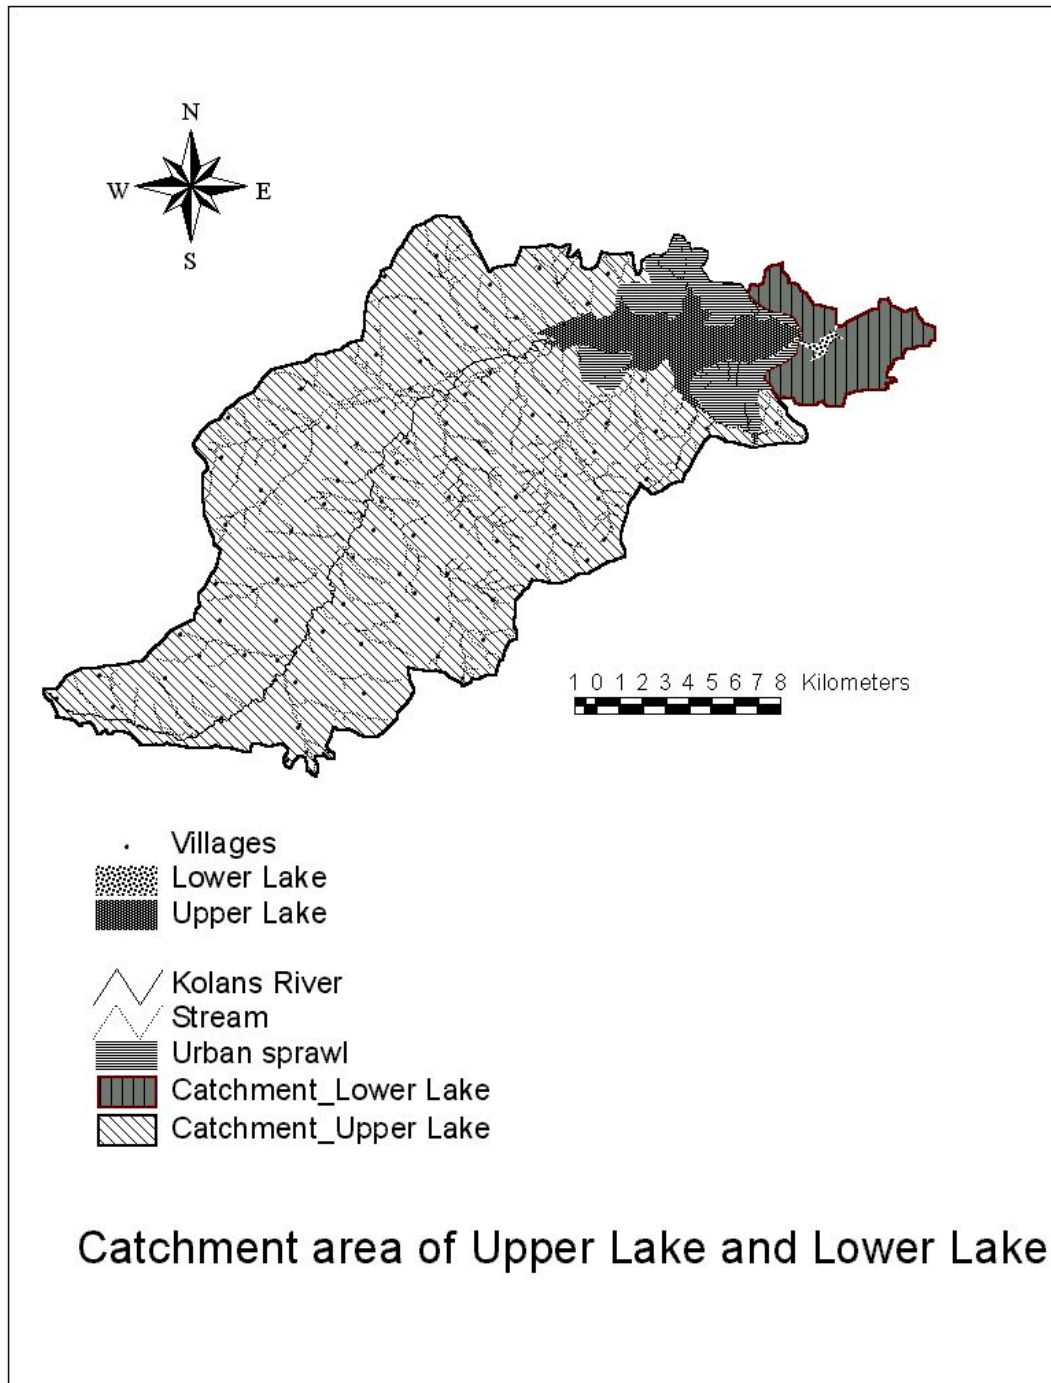 N
W E
S
1 0 1 2 3 4 5 6 7 8 Kilometers
Villages
Lower Lake
Upper Lake
Kolans River
Stream
Urban sprawl
Catchment_Lower Lake
Catchment_Upper Lake
Catchment area of Upper Lake and Lower Lake